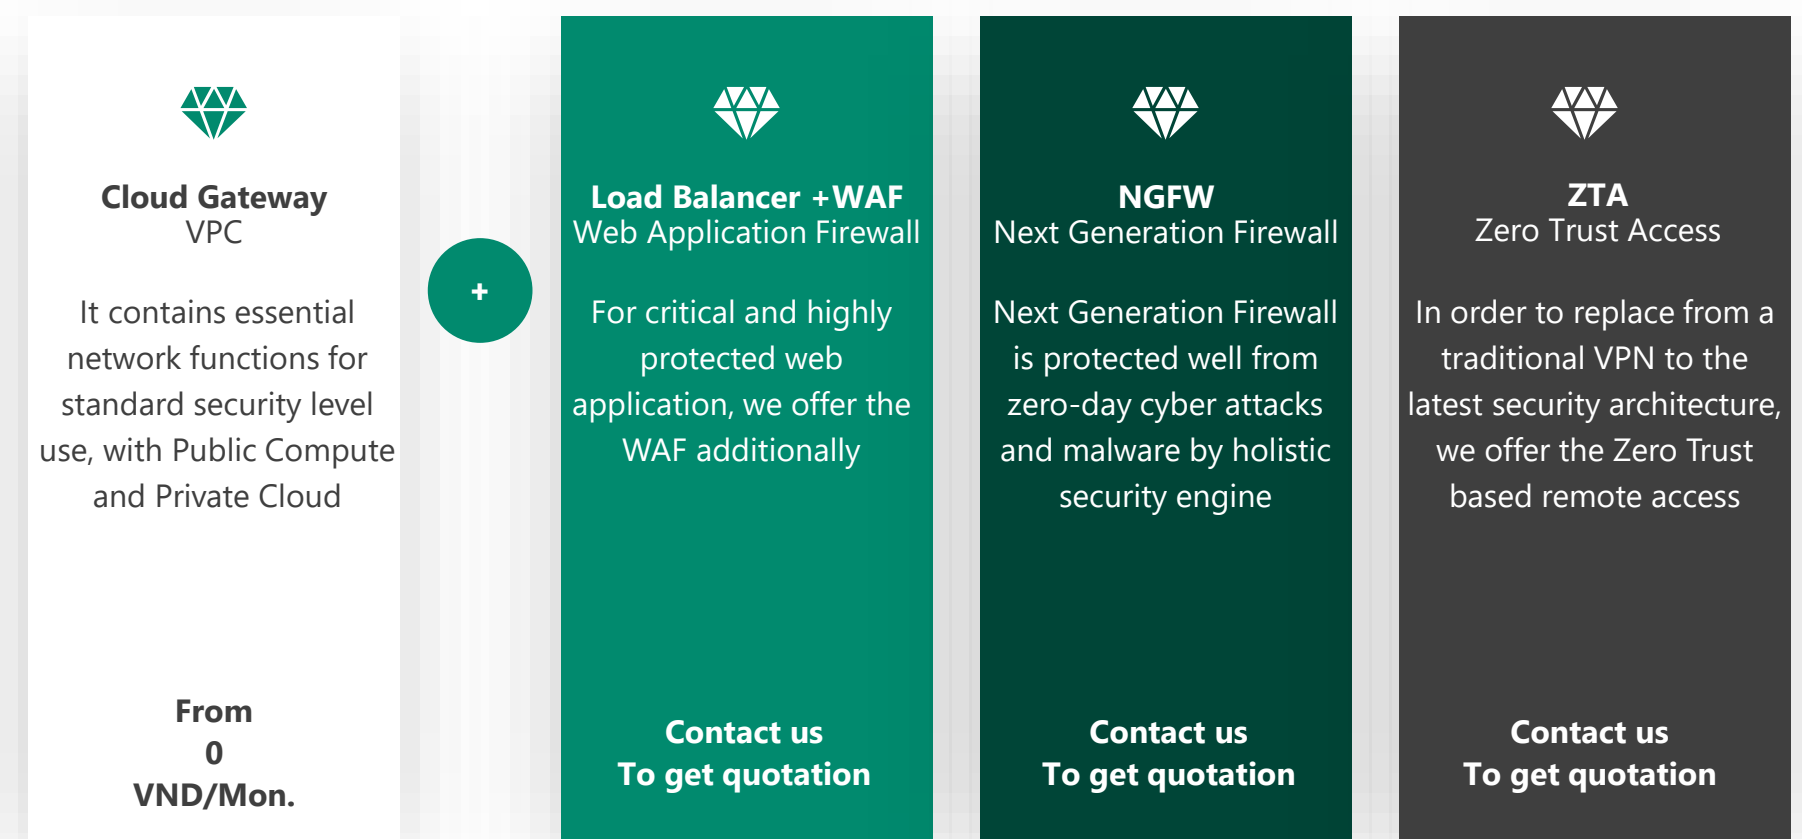 Cloud Gateway
VPC
It contains essential
network functions for
standard security level
use, with Public Compute
and Private Cloud
From
0
VND/Mon.
+
Load Balancer +WAF
Web Application Firewall
For critical and highly
protected web
application, we offer the
WAF additionally
Contact us
To get quotation
NGFW
Next Generation Firewall
Next Generation Firewall
is protected well from
zero-day cyber attacks
and malware by holistic
security engine
Contact us
To get quotation
ZTA
Zero Trust Access
In order to replace from a
traditional VPN to the
latest security architecture,
we offer the Zero Trust
based remote access
Contact us
To get quotation